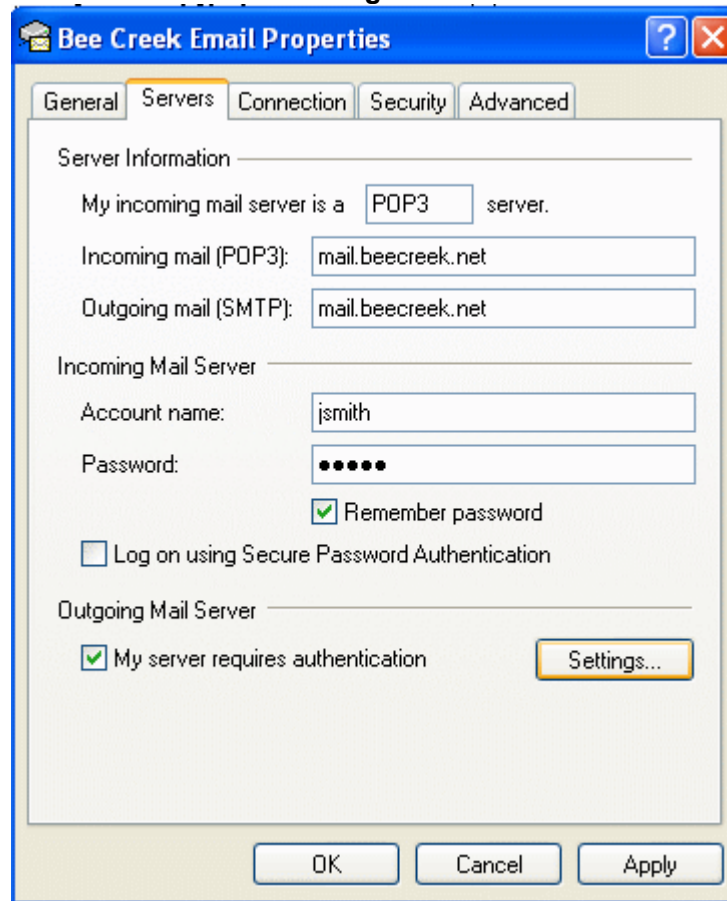 Bee Creek Email Properties
General Servers Connection Security Advanced
Server Information
My incoming mail server is a POP3 server.
Incoming mail (POP3): mail.beecreek.net
Outgoing mail (SMTP): mail.beecreek.net
Incoming Mail Server
Account name: jsmith
Password: •••••
Remember password
Log on using Secure Password Authentication
Outgoing Mail Server
My server requires authentication Settings...
OK Cancel Apply